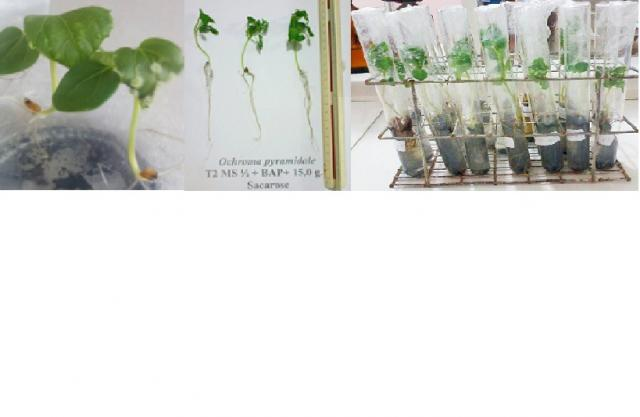 Ochroma pyramidale
T2 MS ½ + BAP+ 15,0 g.
Sacarose